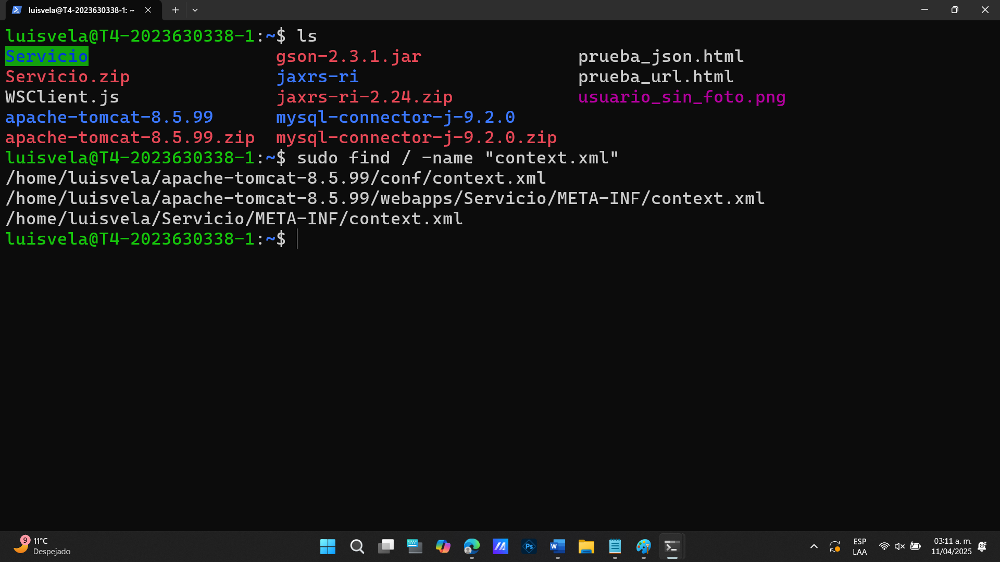 luisvela@T4-2023630338-1: ~
luisvela@T4-2023630338-1:~$ ls
Servicio gson-2.3.1.jar prueba_json.html
Servicio.zip jaxrs-ri prueba_url.html
WSClient.js jaxrs-ri-2.24.zip usuario_sin_foto.png
apache-tomcat-8.5.99 mysql-connector-j-9.2.0
apache-tomcat-8.5.99.zip mysql-connector-j-9.2.0.zip
luisvela@T4-2023630338-1:~$ sudo find / -name "context.xml"
/home/luisvela/apache-tomcat-8.5.99/conf/context.xml
/home/luisvela/apache-tomcat-8.5.99/webapps/Servicio/META-INF/context.xml
/home/luisvela/Servicio/META-INF/context.xml
luisvela@T4-2023630338-1:~$
9
11°C
Despejado
Ps
W
ESP
LAA
03:11 a. m.
11/04/2025